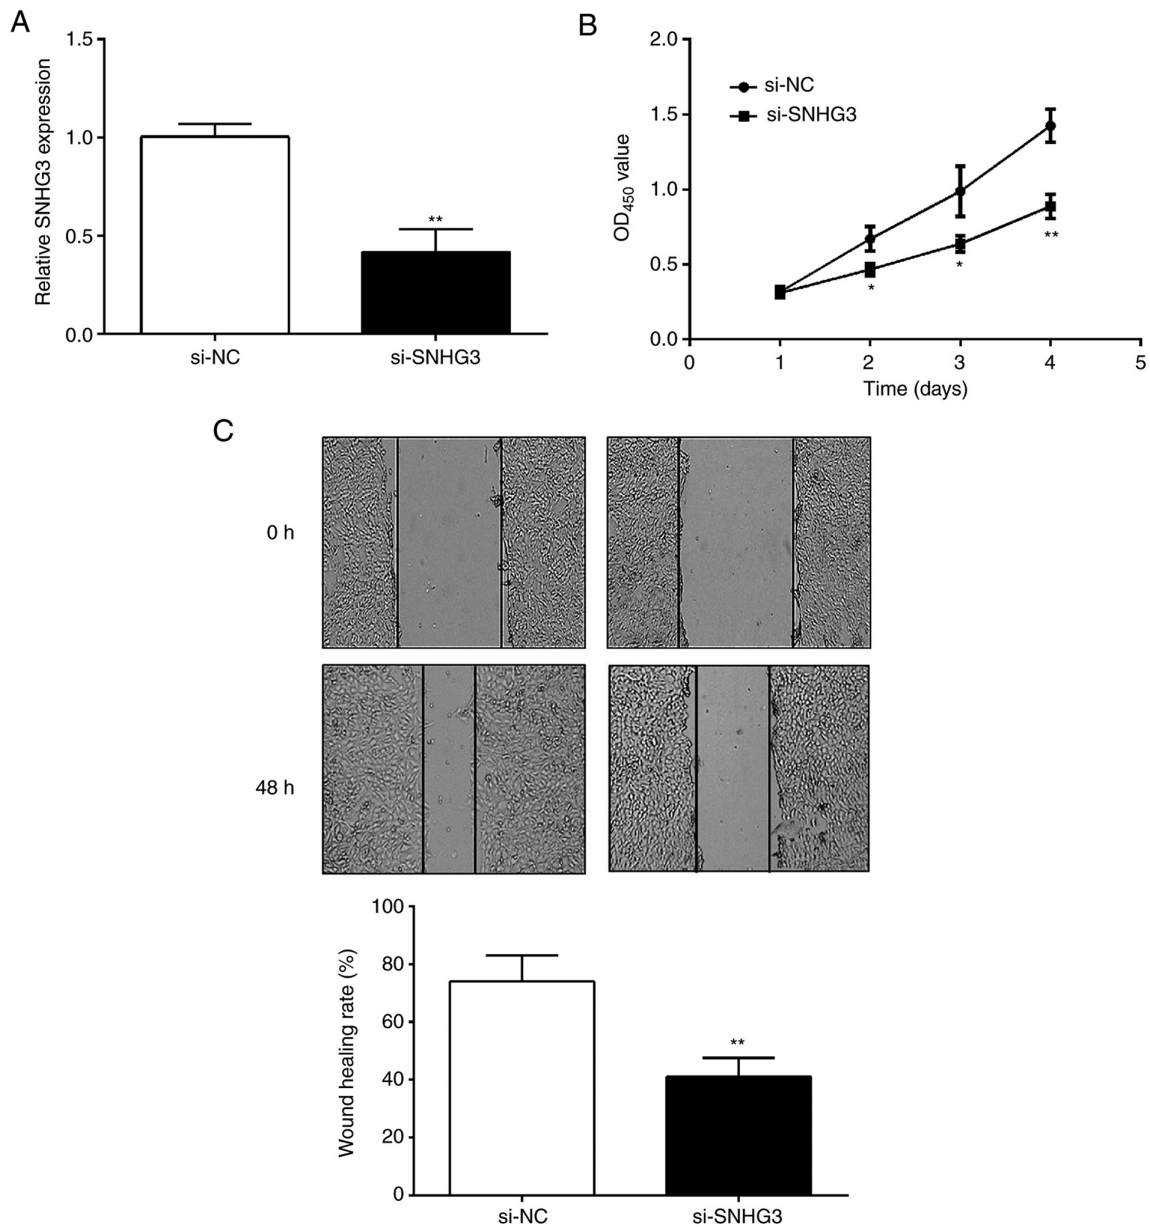 A
1.5
1.0
0.5
0.0
Relative SNHG3 expression
**
si-NC
si-SNHG3
B
2.0
1.5
1.0
0.5
0.0
OD450 value
si-NC
si-SNHG3
*
*
**
0
1
2
3
4
5
Time (days)
C
0 h
48 h
100
80
60
40
20
0
Wound healing rate (%)
**
si-NC
si-SNHG3